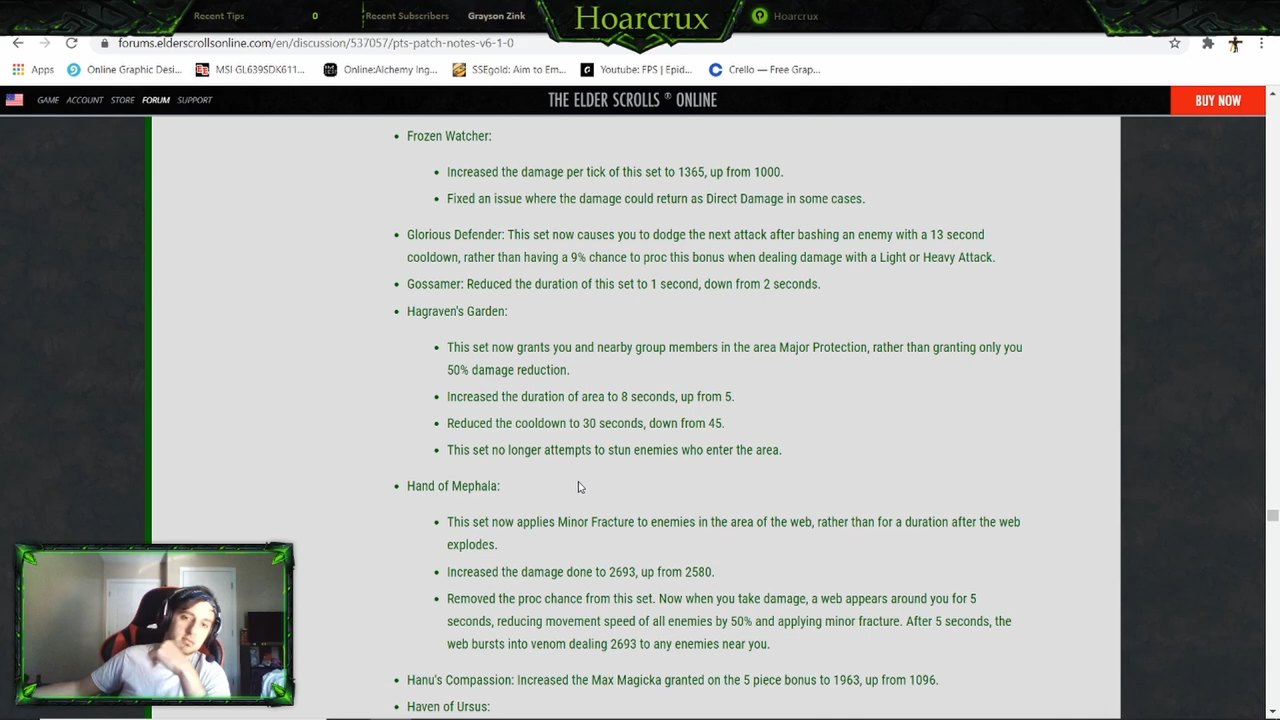 Recent Tips 0 Recent Subscribers Grayson Zink Hoarcrux Hoarcrux
forums.elderscrollsonline.com/en/discussion/537057/pts-patch-notes-v6-1-0
Apps Online Graphic Desi... MSI GL639SDK611... Online:Alchemy Ing... SSEgold: Aim to Em... Youtube: FPS | Epid... Crello — Free Grap...
GAME ACCOUNT STORE FORUM SUPPORT THE ELDER SCROLLS ® ONLINE BUY NOW
• Frozen Watcher:
• Increased the damage per tick of this set to 1365, up from 1000.
• Fixed an issue where the damage could return as Direct Damage in some cases.
• Glorious Defender: This set now causes you to dodge the next attack after bashing an enemy with a 13 second
cooldown, rather than having a 9% chance to proc this bonus when dealing damage with a Light or Heavy Attack.
• Gossamer: Reduced the duration of this set to 1 second, down from 2 seconds.
• Hagraven's Garden:
• This set now grants you and nearby group members in the area Major Protection, rather than granting only you
50% damage reduction.
• Increased the duration of area to 8 seconds, up from 5.
• Reduced the cooldown to 30 seconds, down from 45.
• This set no longer attempts to stun enemies who enter the area.
• Hand of Mephala:
• This set now applies Minor Fracture to enemies in the area of the web, rather than for a duration after the web
explodes.
• Increased the damage done to 2693, up from 2580.
• Removed the proc chance from this set. Now when you take damage, a web appears around you for 5
seconds, reducing movement speed of all enemies by 50% and applying minor fracture. After 5 seconds, the
web bursts into venom dealing 2693 to any enemies near you.
• Hanu's Compassion: Increased the Max Magicka granted on the 5 piece bonus to 1963, up from 1096.
• Haven of Ursus: